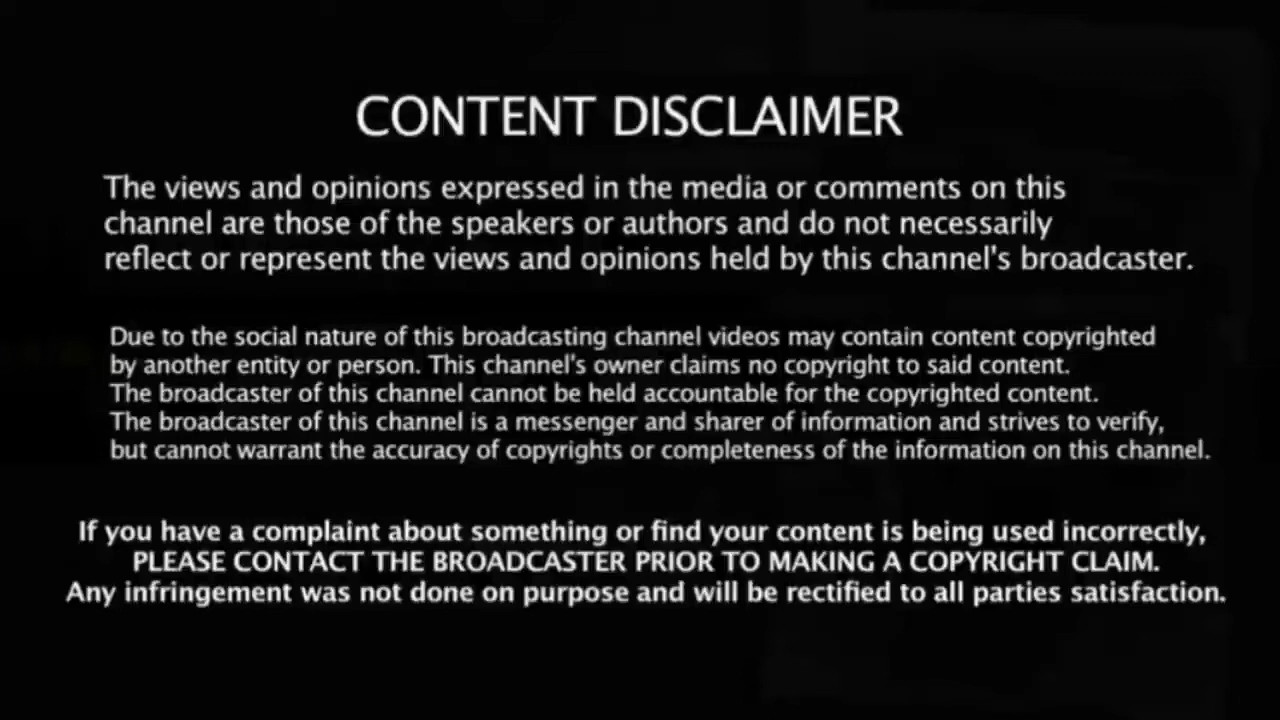 CONTENT DISCLAIMER
The views and opinions expressed in the media or comments on this
channel are those of the speakers or authors and do not necessarily
reflect or represent the views and opinions held by this channel's broadcaster.
Due to the social nature of this broadcasting channel videos may contain content copyrighted
by another entity or person. This channel's owner claims no copyright to said content.
The broadcaster of this channel cannot be held accountable for the copyrighted content.
The broadcaster of this channel is a messenger and sharer of information and strives to verify,
but cannot warrant the accuracy of copyrights or completeness of the information on this channel.
If you have a complaint about something or find your content is being used incorrectly,
PLEASE CONTACT THE BROADCASTER PRIOR TO MAKING A COPYRIGHT CLAIM.
Any infringement was not done on purpose and will be rectified to all parties satisfaction.